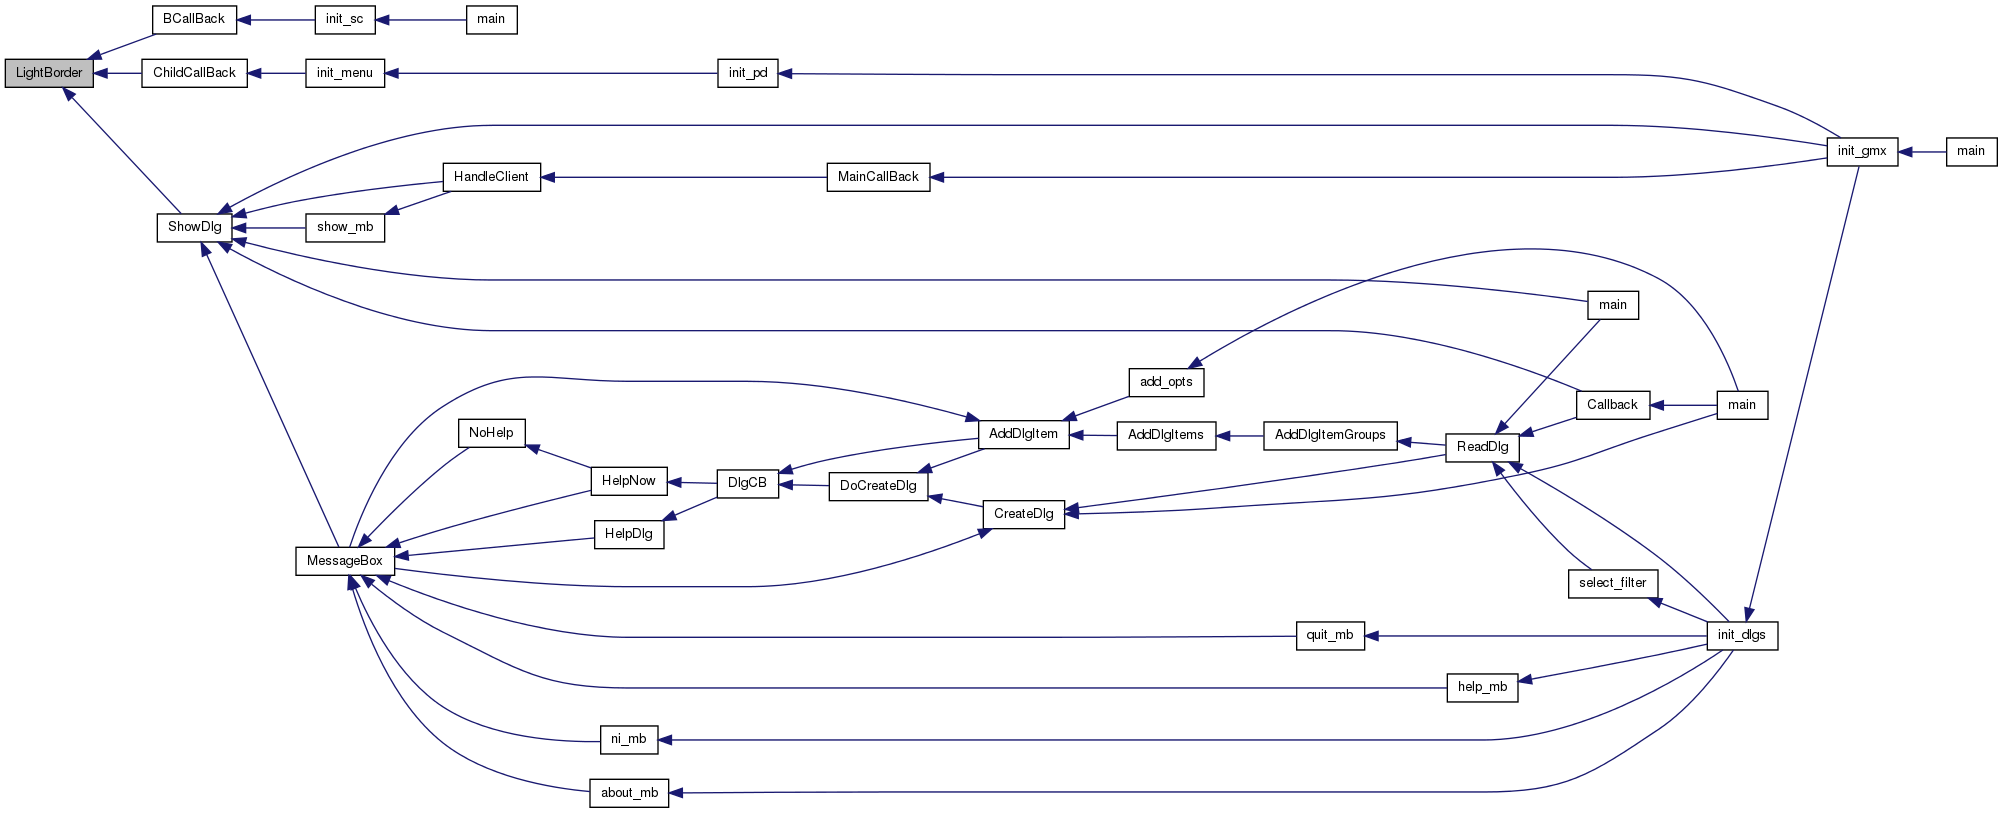 BCallBack
init_sc
main
LightBorder
ChildCallBack
init_menu
init_pd
init_gmx
main
HandleClient
MainCallBack
ShowDlg
show_mb
main
add_opts
Callback
main
NoHelp
AddDlgItem
AddDlgItems
AddDlgItemGroups
ReadDlg
HelpNow
DlgCB
DoCreateDlg
CreateDlg
HelpDlg
MessageBox
select_filter
quit_mb
init_dlgs
help_mb
ni_mb
about_mb